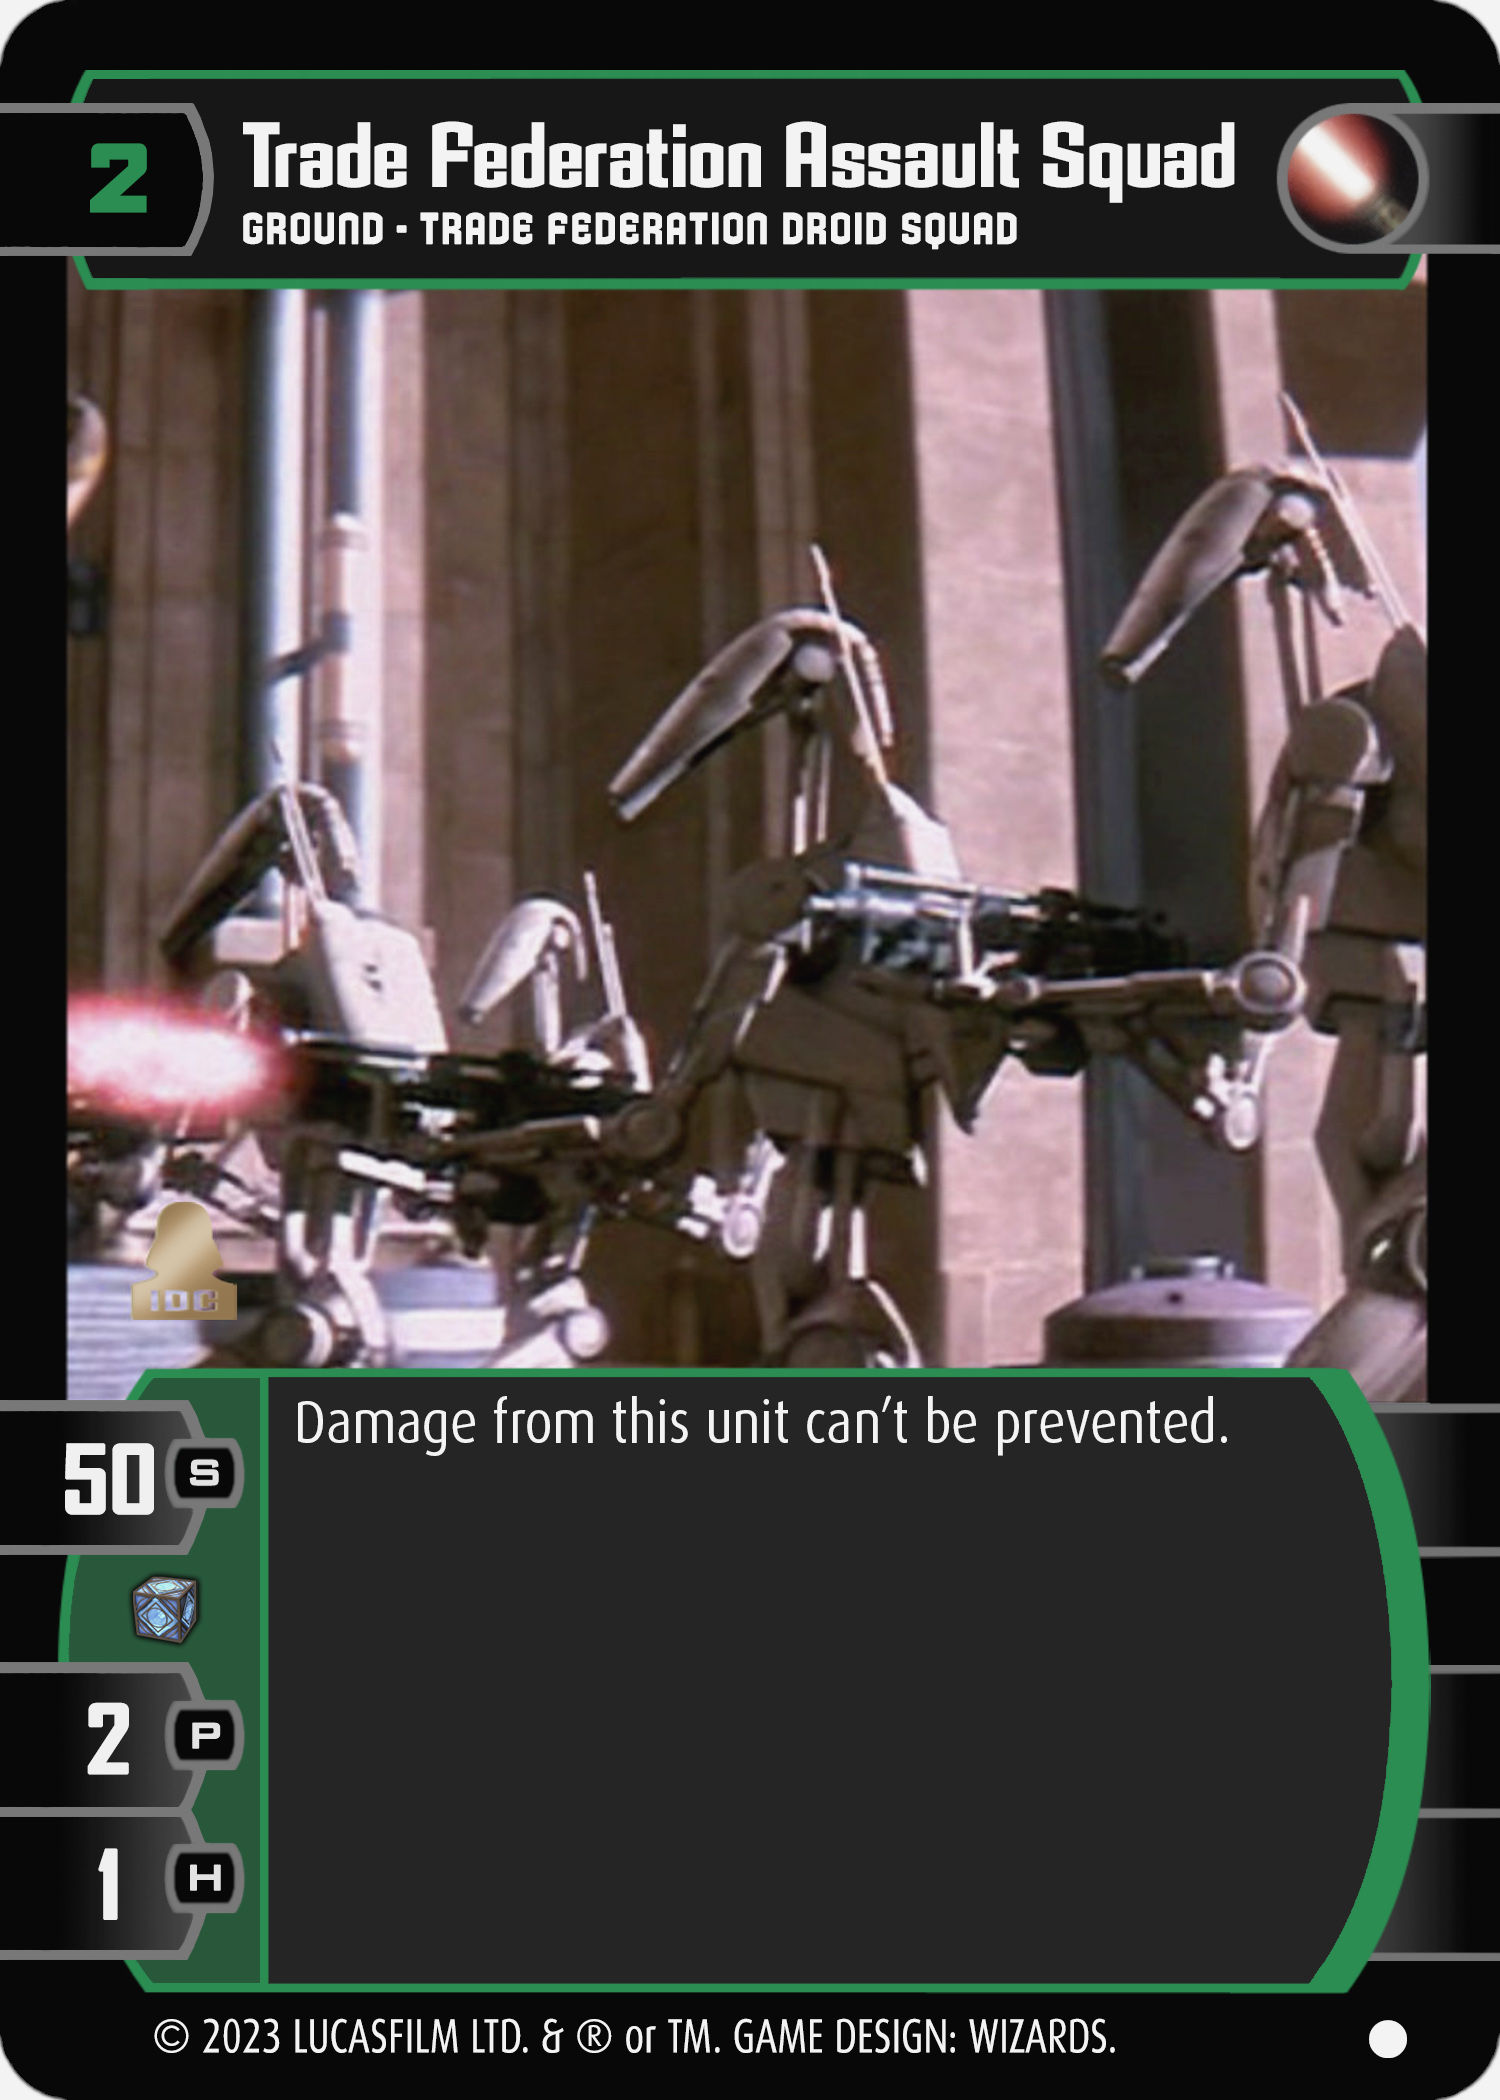 2
Trade Federation Assault Squad
GROUND - TRADE FEDERATION DROID SQUAD
IDC
Damage from this unit can't be prevented.
50 S
2 P
1 H
© 2023 LUCASFILM LTD. & ® or TM. GAME DESIGN: WIZARDS.